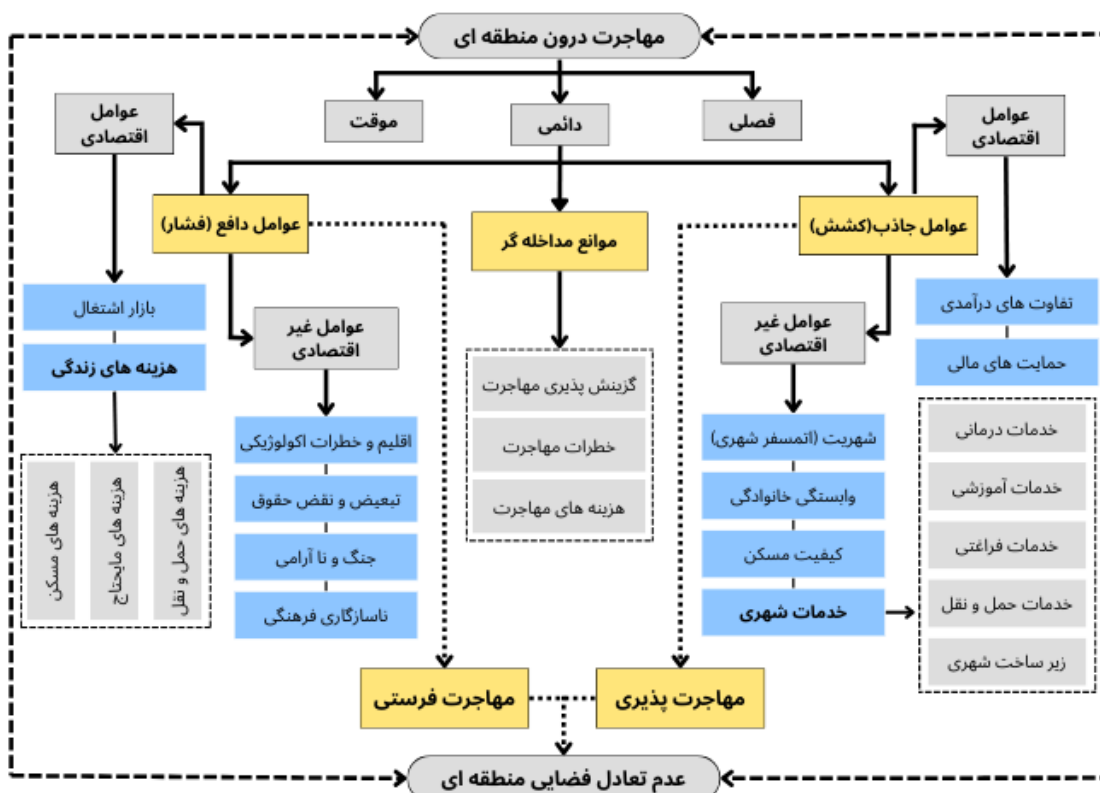 مهاجرت درون منطقه ای
فصلی
دائمی
موقت
عوامل
اقتصادی
عوامل
اقتصادی
عوامل جاذب(کشش)
موانع مداخله گر
عوامل دافع (فشار)
تفاوت های درآمدی
حمایت های مالی
عوامل غیر
اقتصادی
شهریت (اتمسفر شهری)
وابستگی خانوادگی
کیفیت مسکن
خدمات شهری
خدمات درمانی
خدمات آموزشی
خدمات فراغتی
خدمات حمل و نقل
زیر ساخت شهری
گزینش پذیری مهاجرت
خطرات مهاجرت
هزینه های مهاجرت
عوامل غیر
اقتصادی
اقلیم و خطرات اکولوژیکی
تبعیض و نقض حقوق
جنگ و نا آرامی
ناسازگاری فرهنگی
بازار اشتغال
هزینه های زندگی
هزینه های حمل و نقل
هزینه های مایحتاج
هزینه های مسکن
مهاجرت پذیری
مهاجرت فرستی
عدم تعادل فضایی منطقه ای